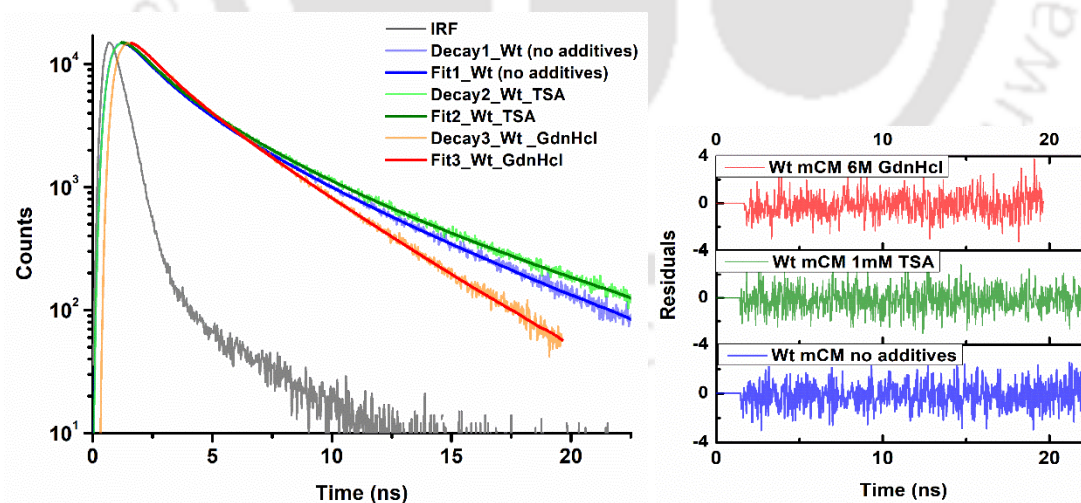 IRF
Decay1_Wt (no additives)
Fit1_Wt (no additives)
Decay2_Wt_TSA
Fit2_Wt_TSA
Decay3_Wt _GdnHcl
Fit3_Wt_GdnHcl
10^4
10^3
10^2
10^1
Counts
0 5 10 15 20
Time (ns)
0 10 20
4
0
-4
Wt mCM 6M GdnHcl
0
-4
Wt mCM 1mM TSA
4
0
-4
Wt mCM no additives
Residuals
0 10 20
Time (ns)
uwa